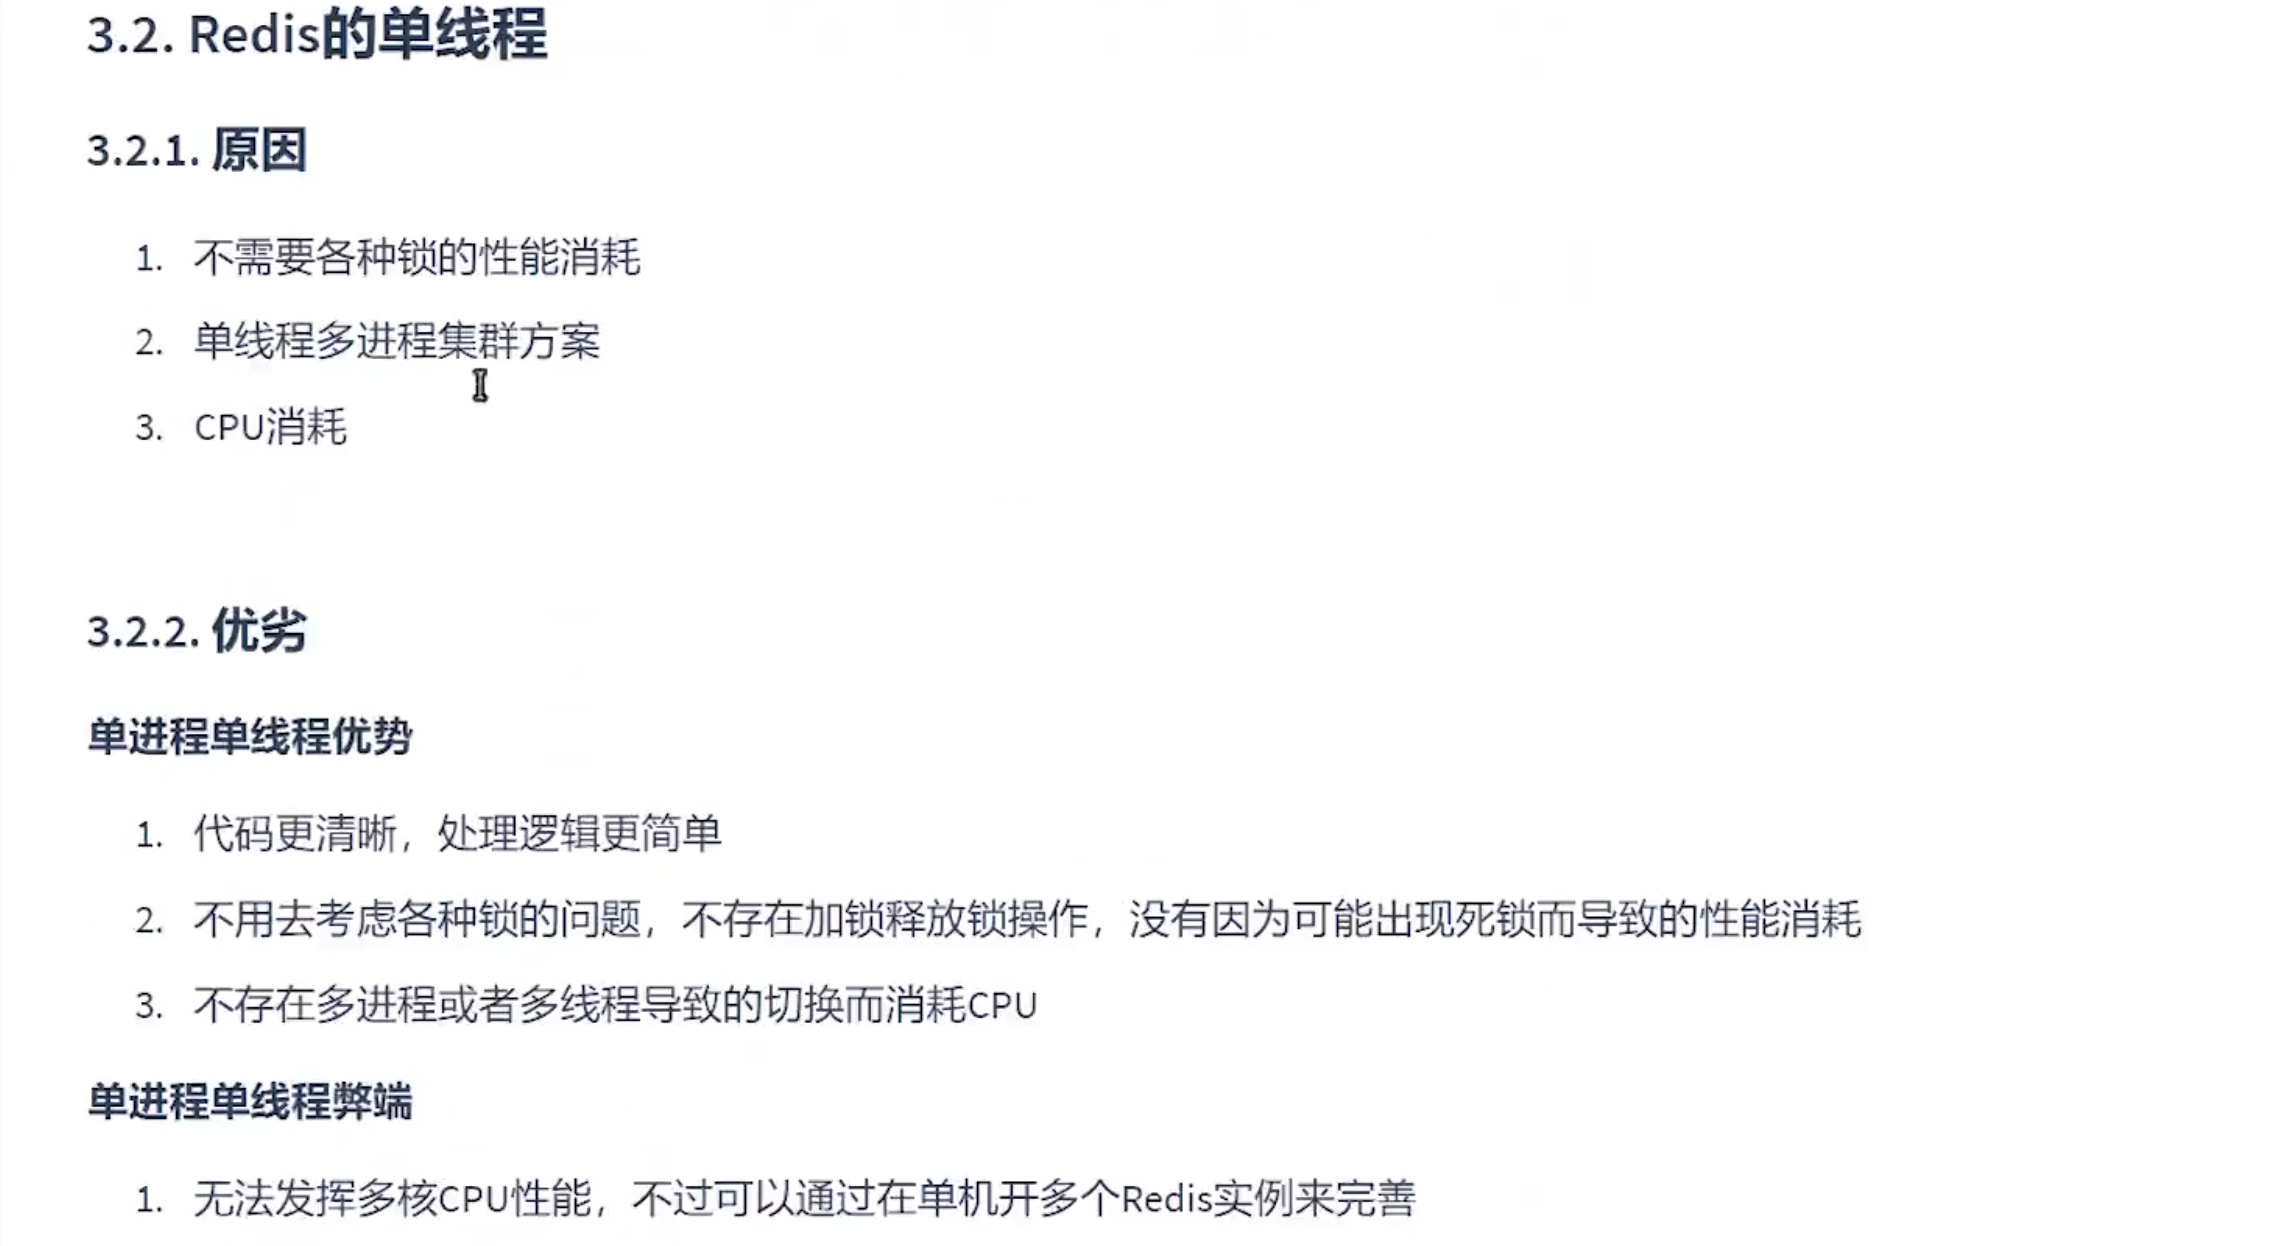 3.2. Redis的单线程
3.2.1. 原因
1. 不需要各种锁的性能消耗
2. 单线程多进程集群方案
3. CPU消耗
3.2.2. 优劣
单进程单线程优势
1. 代码更清晰，处理逻辑更简单
2. 不用去考虑各种锁的问题，不存在加锁释放锁操作，没有因为可能出现死锁而导致的性能消耗
3. 不存在多进程或者多线程导致的切换而消耗CPU
单进程单线程弊端
1. 无法发挥多核CPU性能，不过可以通过在单机开多个Redis实例来完善